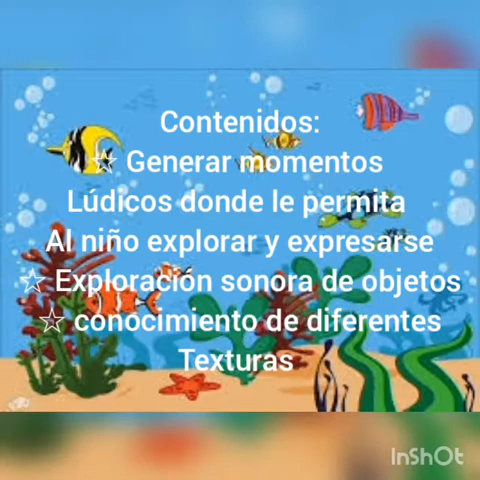 Contenidos:
☆ Generar momentos
Lúdicos donde le permita
Al niño explorar y expresarse
☆ Exploración sonora de objetos
☆ conocimiento de diferentes
Texturas
InShOt